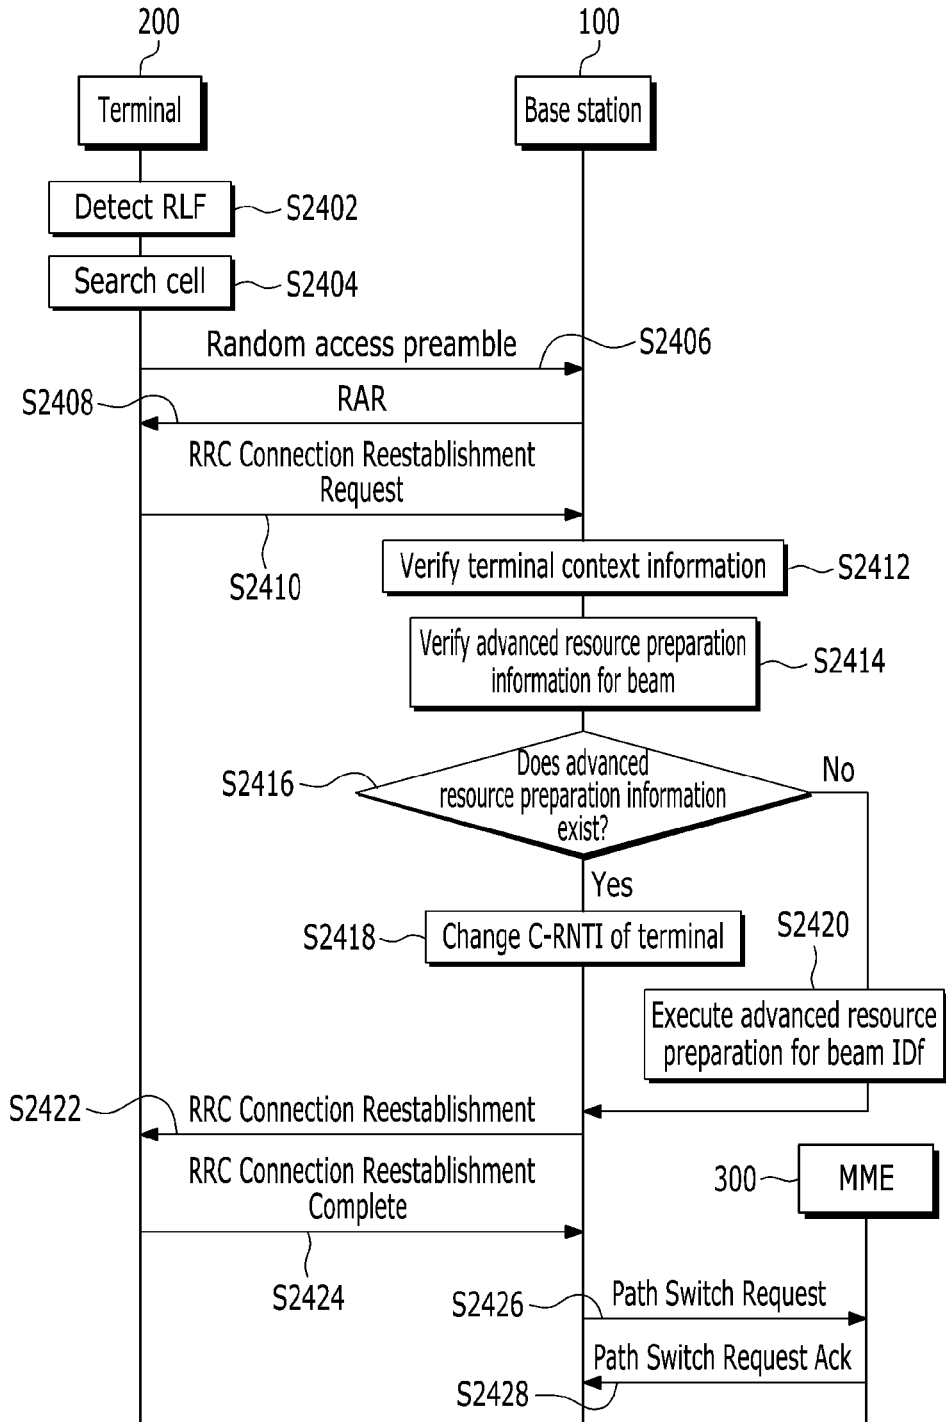 200
100
Terminal
Base station
Detect RLF
S2402
Search cell
S2404
Random access preamble
S2406
S2408
RAR
RRC Connection Reestablishment
Request
S2410
Verify terminal context information
S2412
Verify advanced resource preparation
information for beam
S2414
S2416
Does advanced
resource preparation information
exist?
No
Yes
S2418
Change C-RNTI of terminal
S2420
Execute advanced resource
preparation for beam IDf
S2422
RRC Connection Reestablishment
RRC Connection Reestablishment
Complete
300
MME
S2424
S2426
Path Switch Request
Path Switch Request Ack
S2428